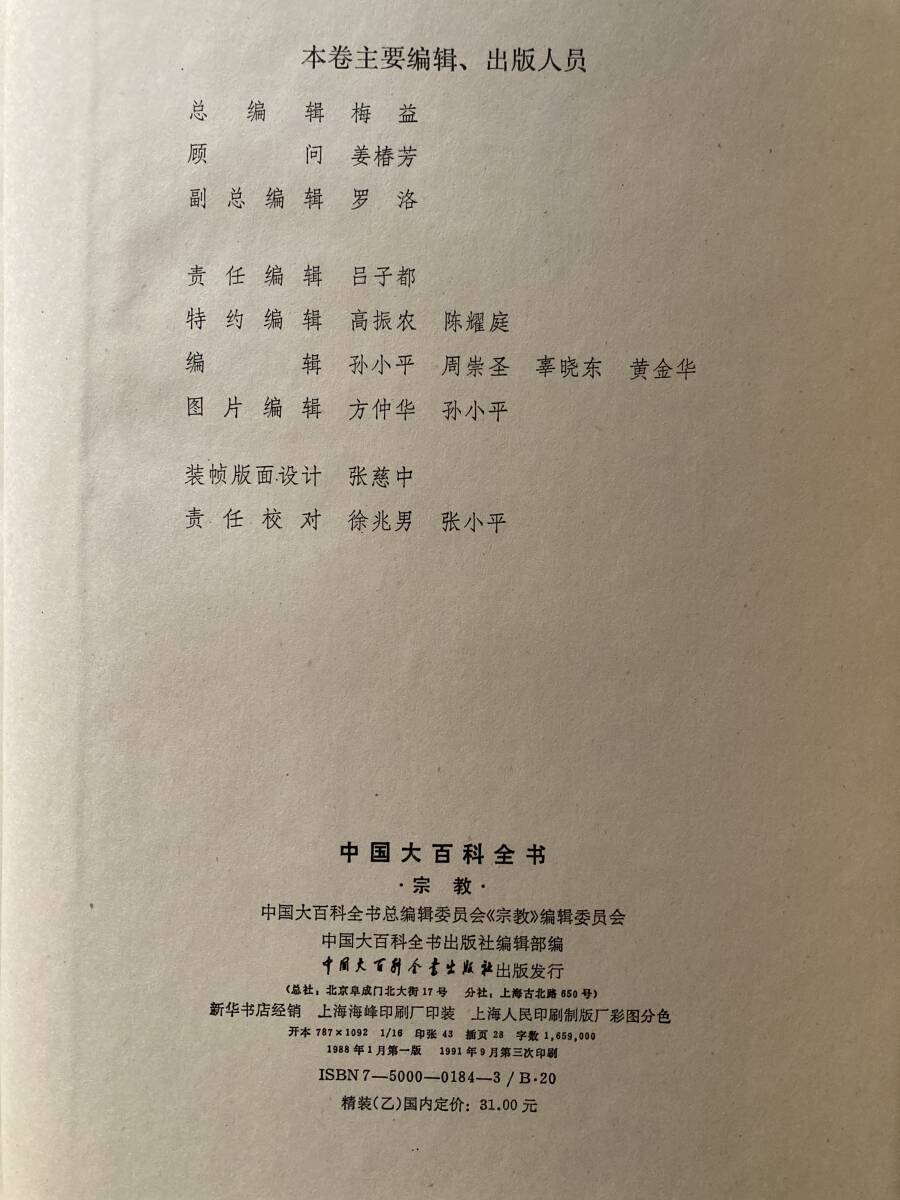 本卷主要编辑、出版人员
总编辑 梅益
顾问 姜椿芳
副总编辑 罗洛
责任编辑 吕子都
特约编辑 高振农 陈耀庭
编辑 孙小平 周崇圣 辜晓东 黄金华
图片编辑 方仲华 孙小平
装帧版面设计 张慈中
责任校对 徐兆男 张小平
中国大百科全书
·宗教·
中国大百科全书总编辑委员会《宗教》编辑委员会
中国大百科全书出版社编辑部编
中国大百科全书出版社出版发行
(总社：北京阜成门北大街17号 分社：上海古北路650号)
新华书店经销 上海海峰印刷厂印装 上海人民印刷制版厂彩图分色
开本 787×1092 1/16 印张 43 插页 28 字数 1,659,000
1988年1月第一版 1991年9月第三次印刷
ISBN7—5000—0184—3/B·20
精装(乙)国内定价：31.00元